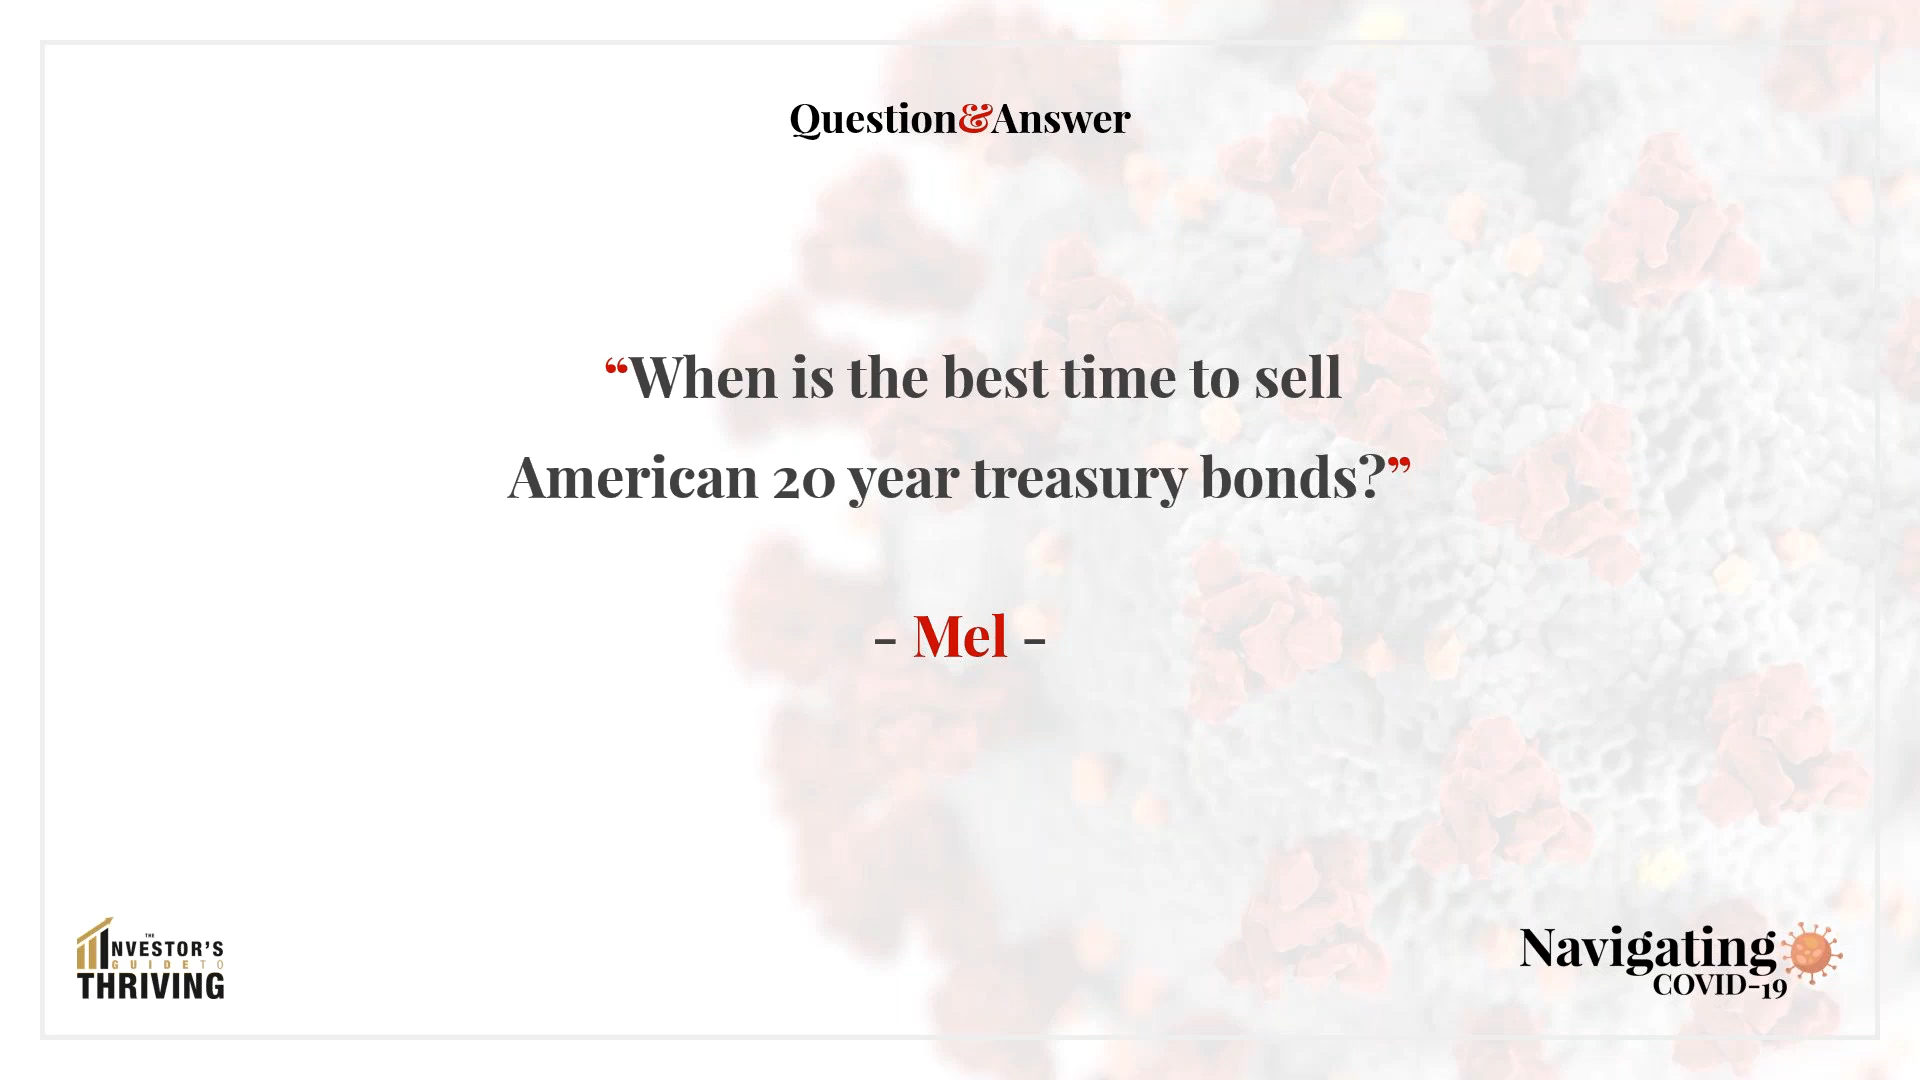 Question&Answer
“When is the best time to sell
American 20 year treasury bonds?”
- Mel -
THE
INVESTOR'S
GUIDE TO
THRIVING
Navigating
COVID-19